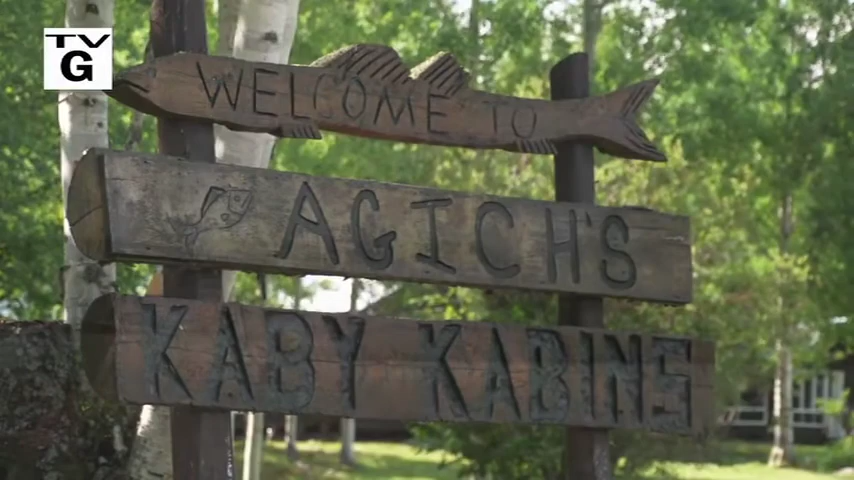 TV
G
WELCOME TO
AGICH'S
KABY KABINS